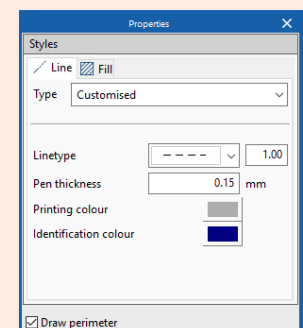 Properties
Styles
Line Fill
Type Customised
Linetype 1.00
Pen thickness 0.15 mm
Printing colour
Identification colour
Draw perimeter